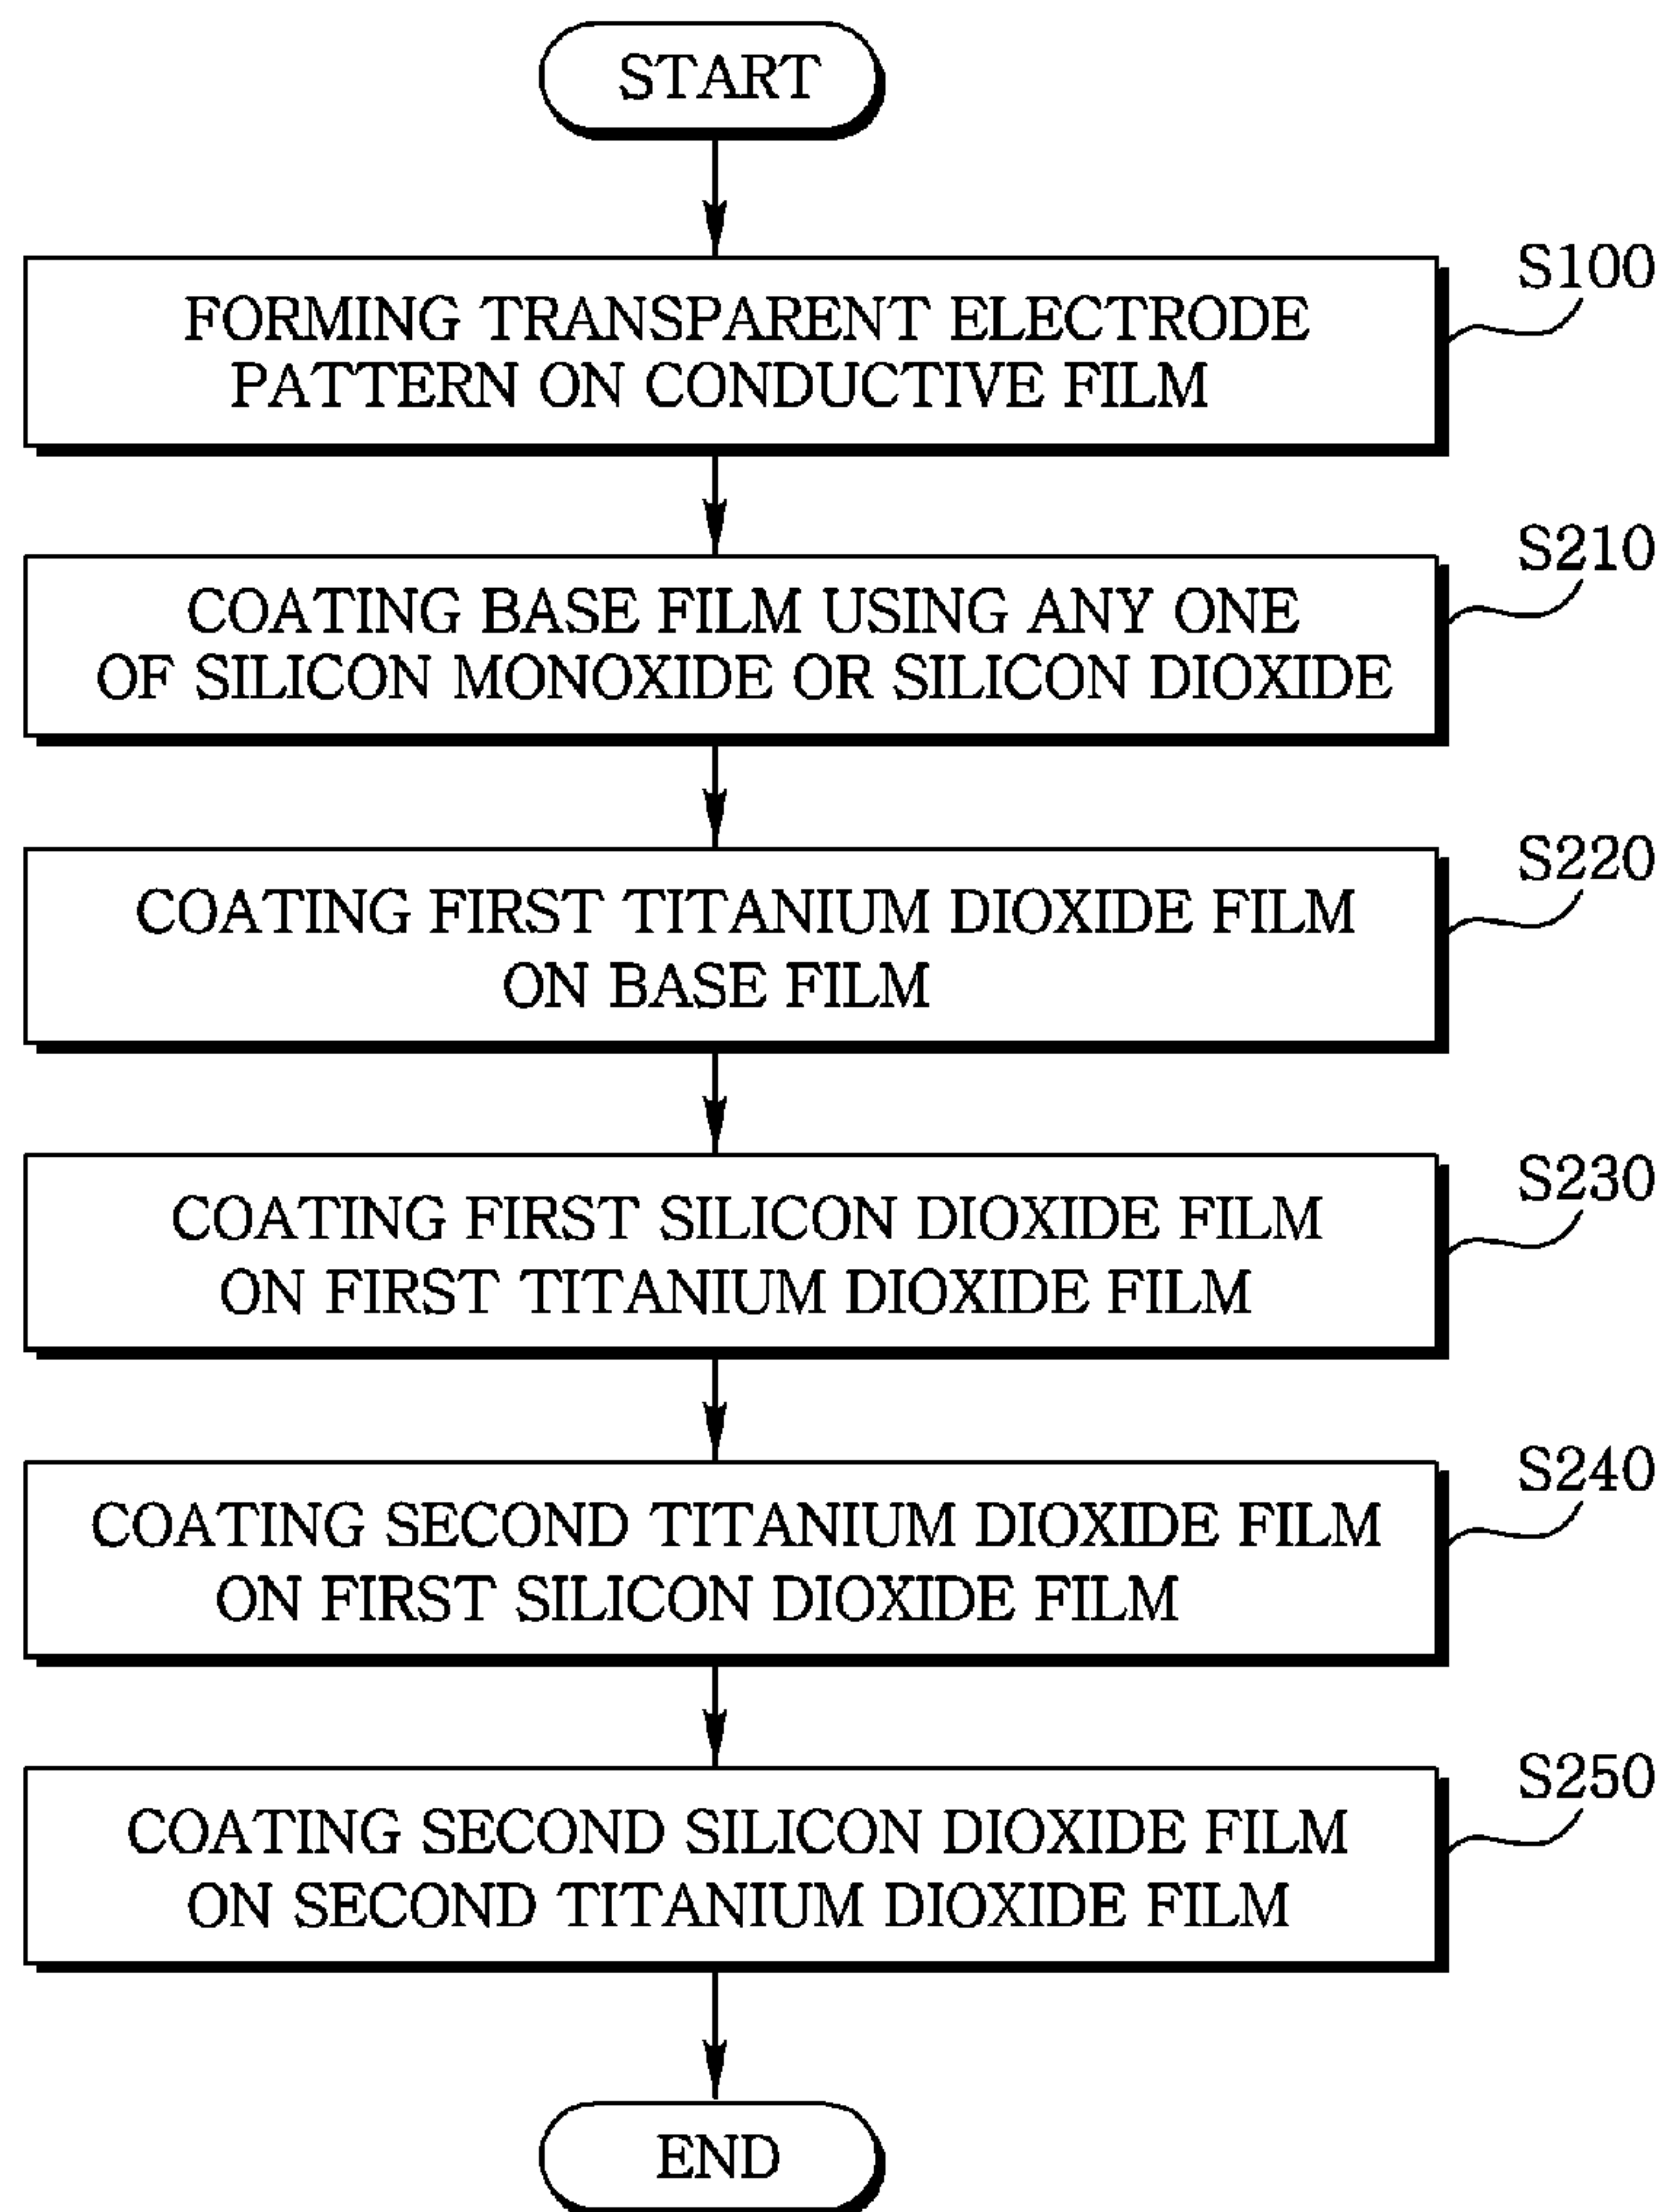 START
S100
FORMING TRANSPARENT ELECTRODE
PATTERN ON CONDUCTIVE FILM
S210
COATING BASE FILM USING ANY ONE
OF SILICON MONOXIDE OR SILICON DIOXIDE
S220
COATING FIRST TITANIUM DIOXIDE FILM
ON BASE FILM
S230
COATING FIRST SILICON DIOXIDE FILM
ON FIRST TITANIUM DIOXIDE FILM
S240
COATING SECOND TITANIUM DIOXIDE FILM
ON FIRST SILICON DIOXIDE FILM
S250
COATING SECOND SILICON DIOXIDE FILM
ON SECOND TITANIUM DIOXIDE FILM
END